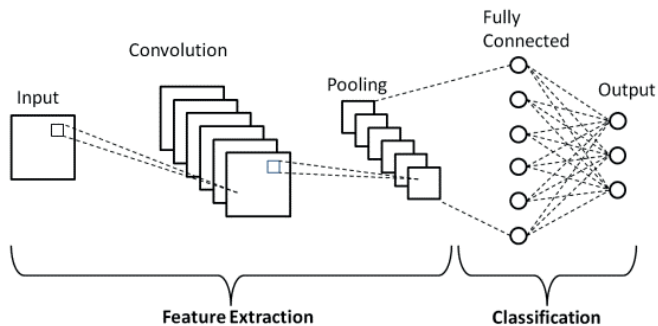 Input
Convolution
Pooling
Fully
Connected
Output
Feature Extraction
Classification